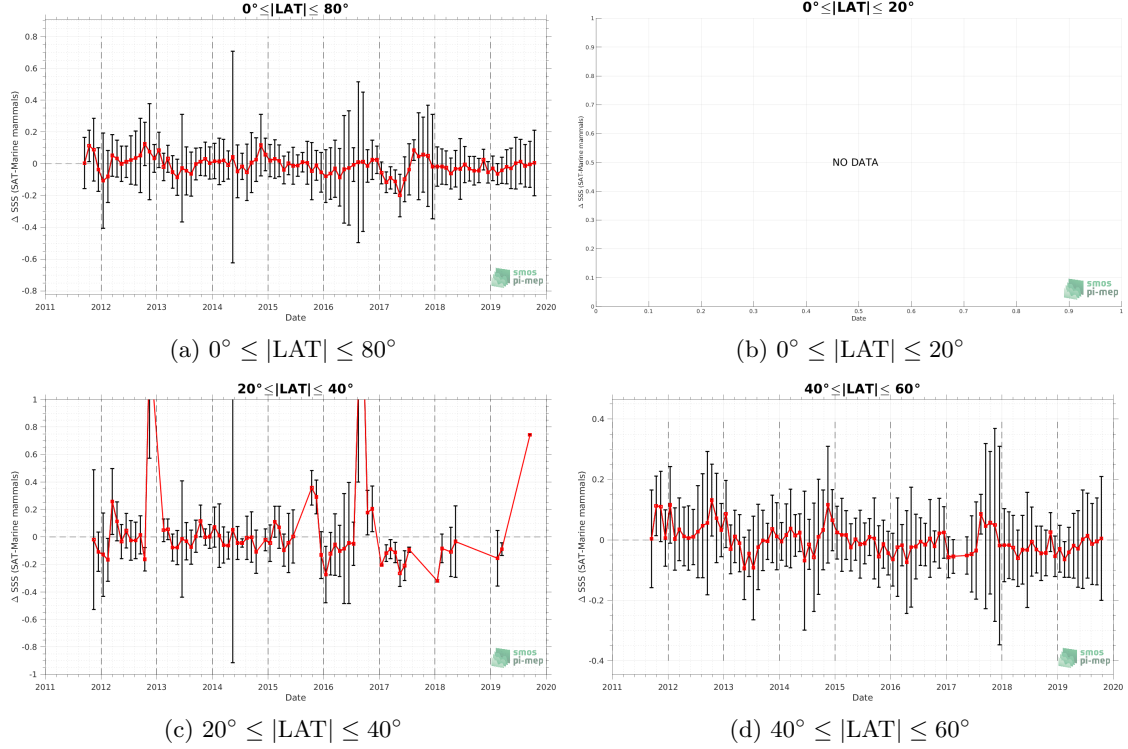 0°≤|LAT|≤ 80°
Δ SSS (SAT-Marine mammals)
0.8
0.6
0.4
0.2
0
-0.2
-0.4
-0.6
-0.8
2011 2012 2013 2014 2015 2016 2017 2018 2019 2020
Date
smos
pi-mep
(a) 0° ≤ |LAT| ≤ 80°
0°≤|LAT|≤ 20°
Δ SSS (SAT-Marine mammals)
1
0.9
0.8
0.7
0.6
0.5
0.4
0.3
0.2
0.1
0
NO DATA
0 0.1 0.2 0.3 0.4 0.5 0.6 0.7 0.8 0.9 1
Date
smos
pi-mep
(b) 0° ≤ |LAT| ≤ 20°
20°≤|LAT|≤ 40°
Δ SSS (SAT-Marine mammals)
1
0.8
0.6
0.4
0.2
0
-0.2
-0.4
-0.6
-0.8
-1
2011 2012 2013 2014 2015 2016 2017 2018 2019 2020
Date
smos
pi-mep
(c) 20° ≤ |LAT| ≤ 40°
40°≤|LAT|≤ 60°
Δ SSS (SAT-Marine mammals)
0.4
0.2
0
-0.2
-0.4
2011 2012 2013 2014 2015 2016 2017 2018 2019 2020
Date
smos
pi-mep
(d) 40° ≤ |LAT| ≤ 60°